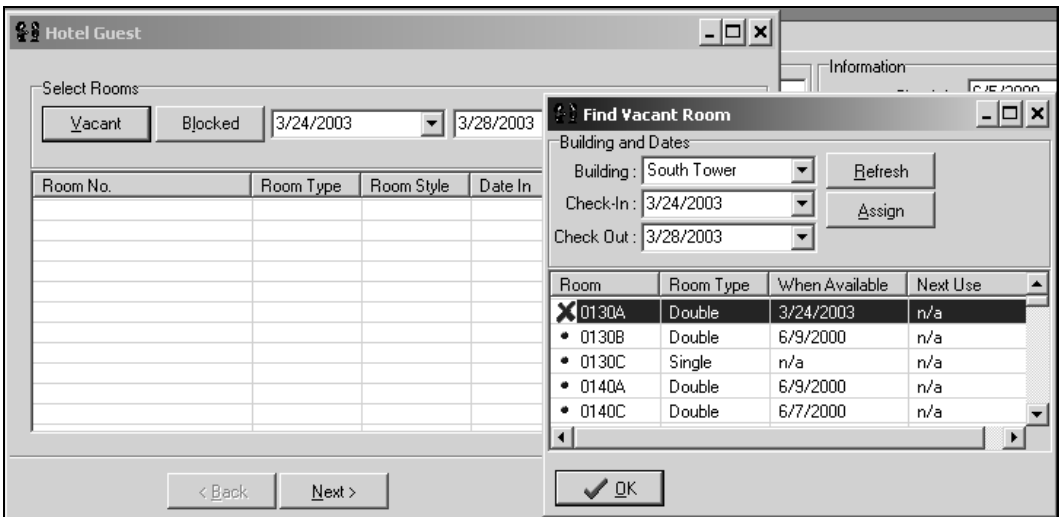 Hotel Guest
Information
6/5/2000
Select Rooms
Vacant Blocked 3/24/2003 3/28/2003
Room No. Room Type Room Style Date In
< Back Next >
Find Vacant Room
Building and Dates
Building : South Tower Refresh
Check-In : 3/24/2003 Assign
Check Out : 3/28/2003
Room Room Type When Available Next Use
0130A Double 3/24/2003 n/a
0130B Double 6/9/2000 n/a
0130C Single n/a n/a
0140A Double 6/9/2000 n/a
0140C Double 6/7/2000 n/a
OK